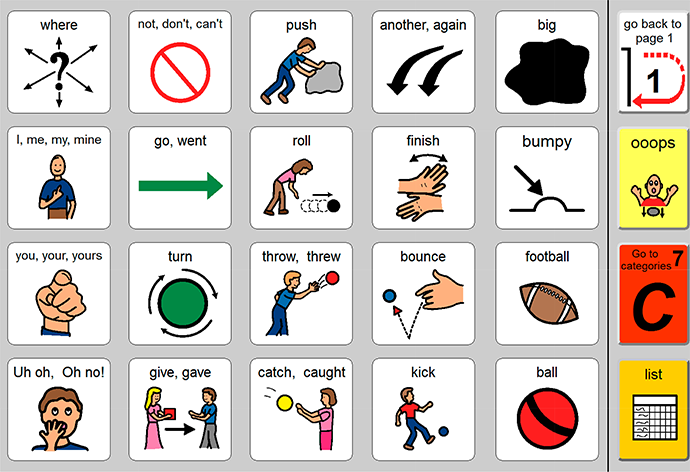 where
not, don't, can't
push
another, again
big
go back to
page 1
1
I, me, my, mine
go, went
roll
finish
bumpy
ooops
you, your, yours
turn
throw, threw
bounce
football
Go to
categories 7
C
Uh oh, Oh no!
give, gave
catch, caught
kick
ball
list